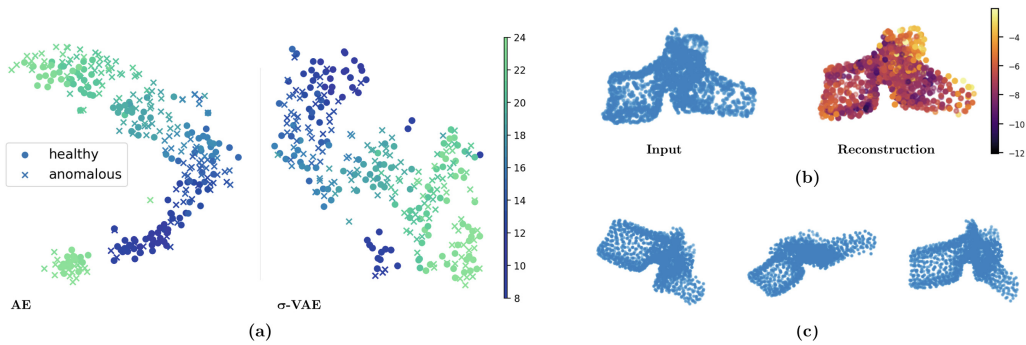 healthy
anomalous
AE
σ-VAE
24
22
20
18
16
14
12
10
8
(a)
Input
Reconstruction
−4
−6
−8
−10
−12
(b)
(c)